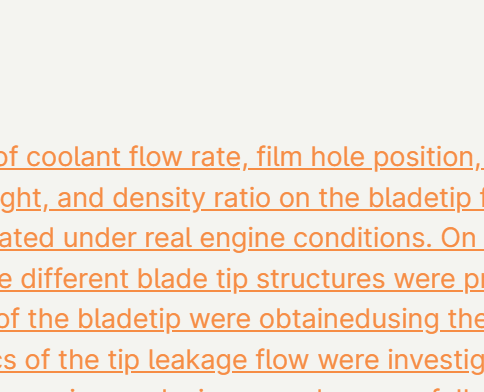 of coolant flow rate, film hole position,
ght, and density ratio on the bladetip f
ated under real engine conditions. On
e different blade tip structures were pr
of the bladetip were obtainedusing the
cs of the tip leakage flow were investig